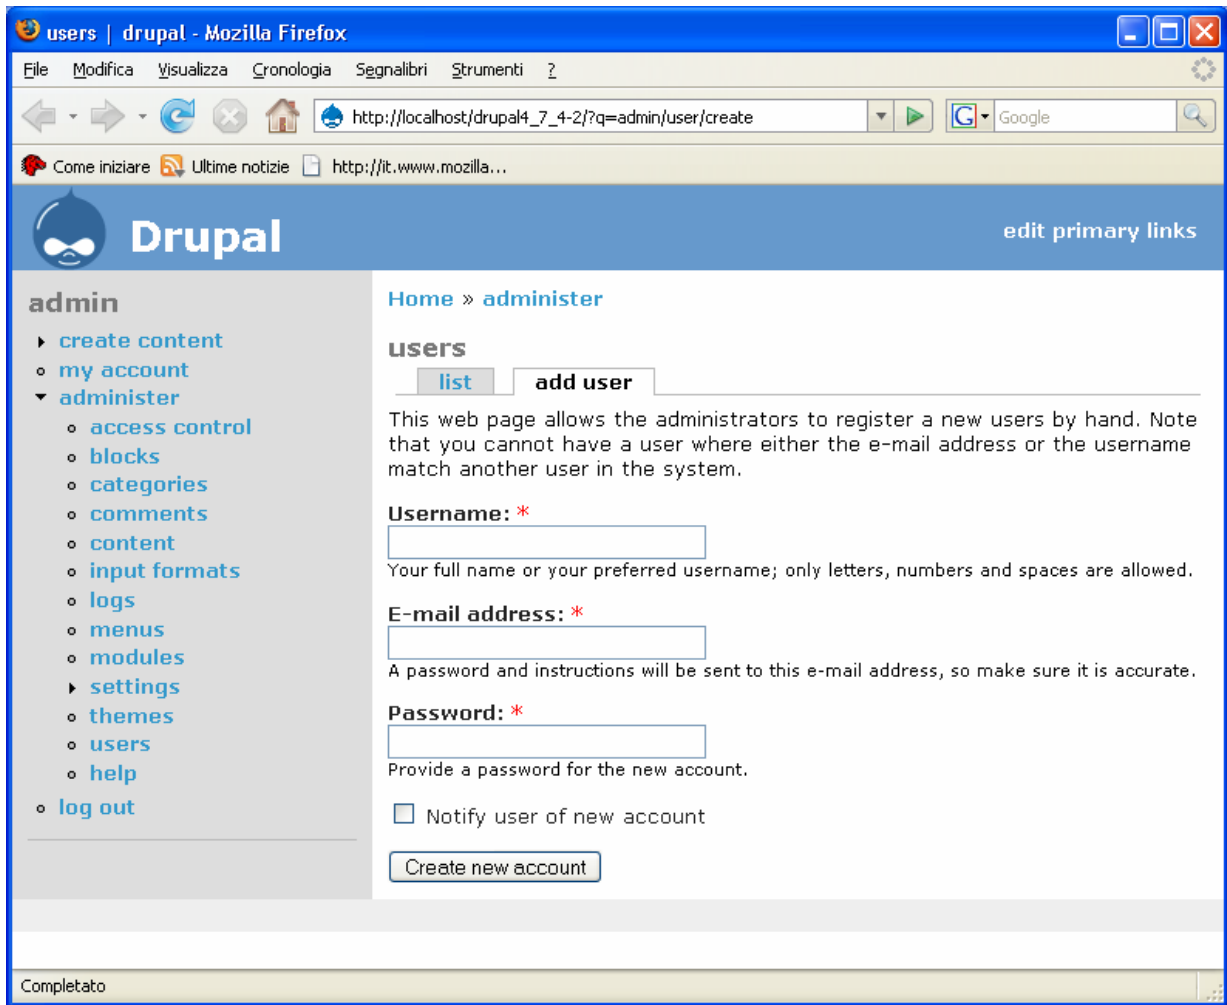 users | drupal - Mozilla Firefox
File Modifica Visualizza Cronologia Segnalibri Strumenti ?
http://localhost/drupal4_7_4-2/?q=admin/user/create
G Google
Come iniziare Ultime notizie http://it.www.mozilla...
Drupal
edit primary links
admin
create content
my account
administer
access control
blocks
categories
comments
content
input formats
logs
menus
modules
settings
themes
users
help
log out
Home » administer
users
list add user
This web page allows the administrators to register a new users by hand. Note
that you cannot have a user where either the e-mail address or the username
match another user in the system.
Username: *
Your full name or your preferred username; only letters, numbers and spaces are allowed.
E-mail address: *
A password and instructions will be sent to this e-mail address, so make sure it is accurate.
Password: *
Provide a password for the new account.
Notify user of new account
Create new account
Completato